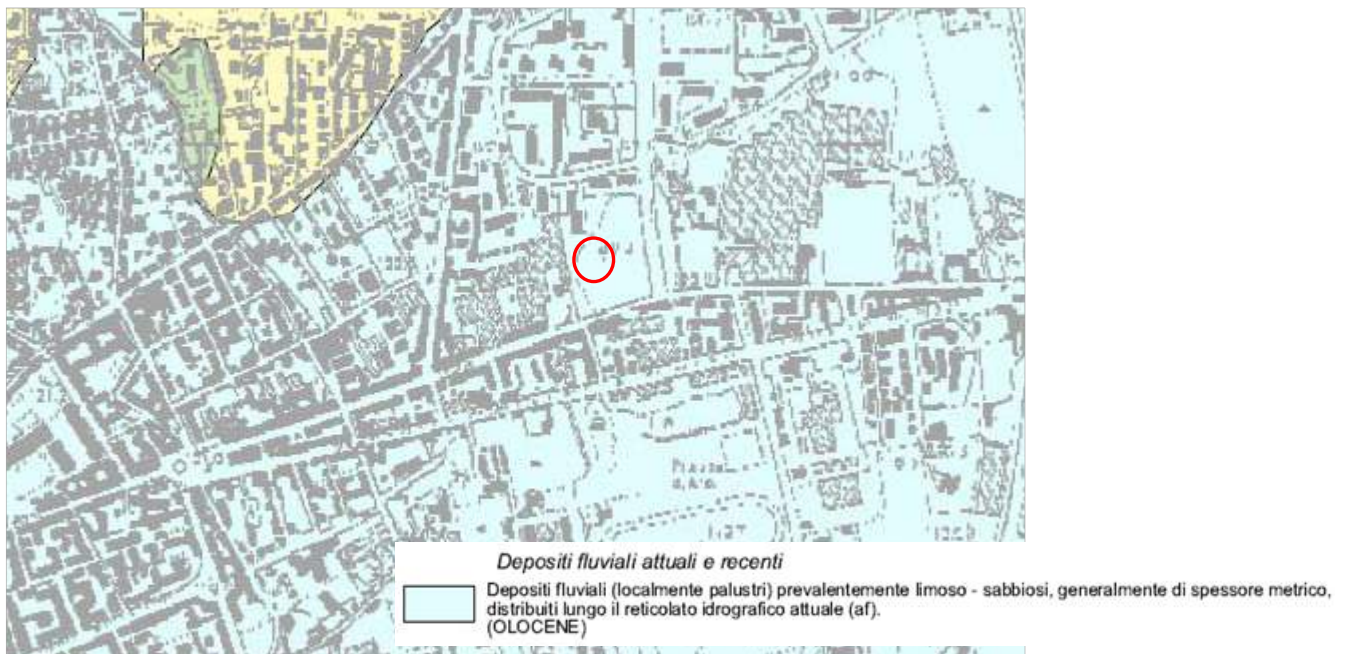 Depositi fluviali attuali e recenti
Depositi fluviali (localmente palustri) prevalentemente limoso - sabbiosi, generalmente di spessore metrico,
distribuiti lungo il reticolato idrografico attuale (af).
(OLOCENE)